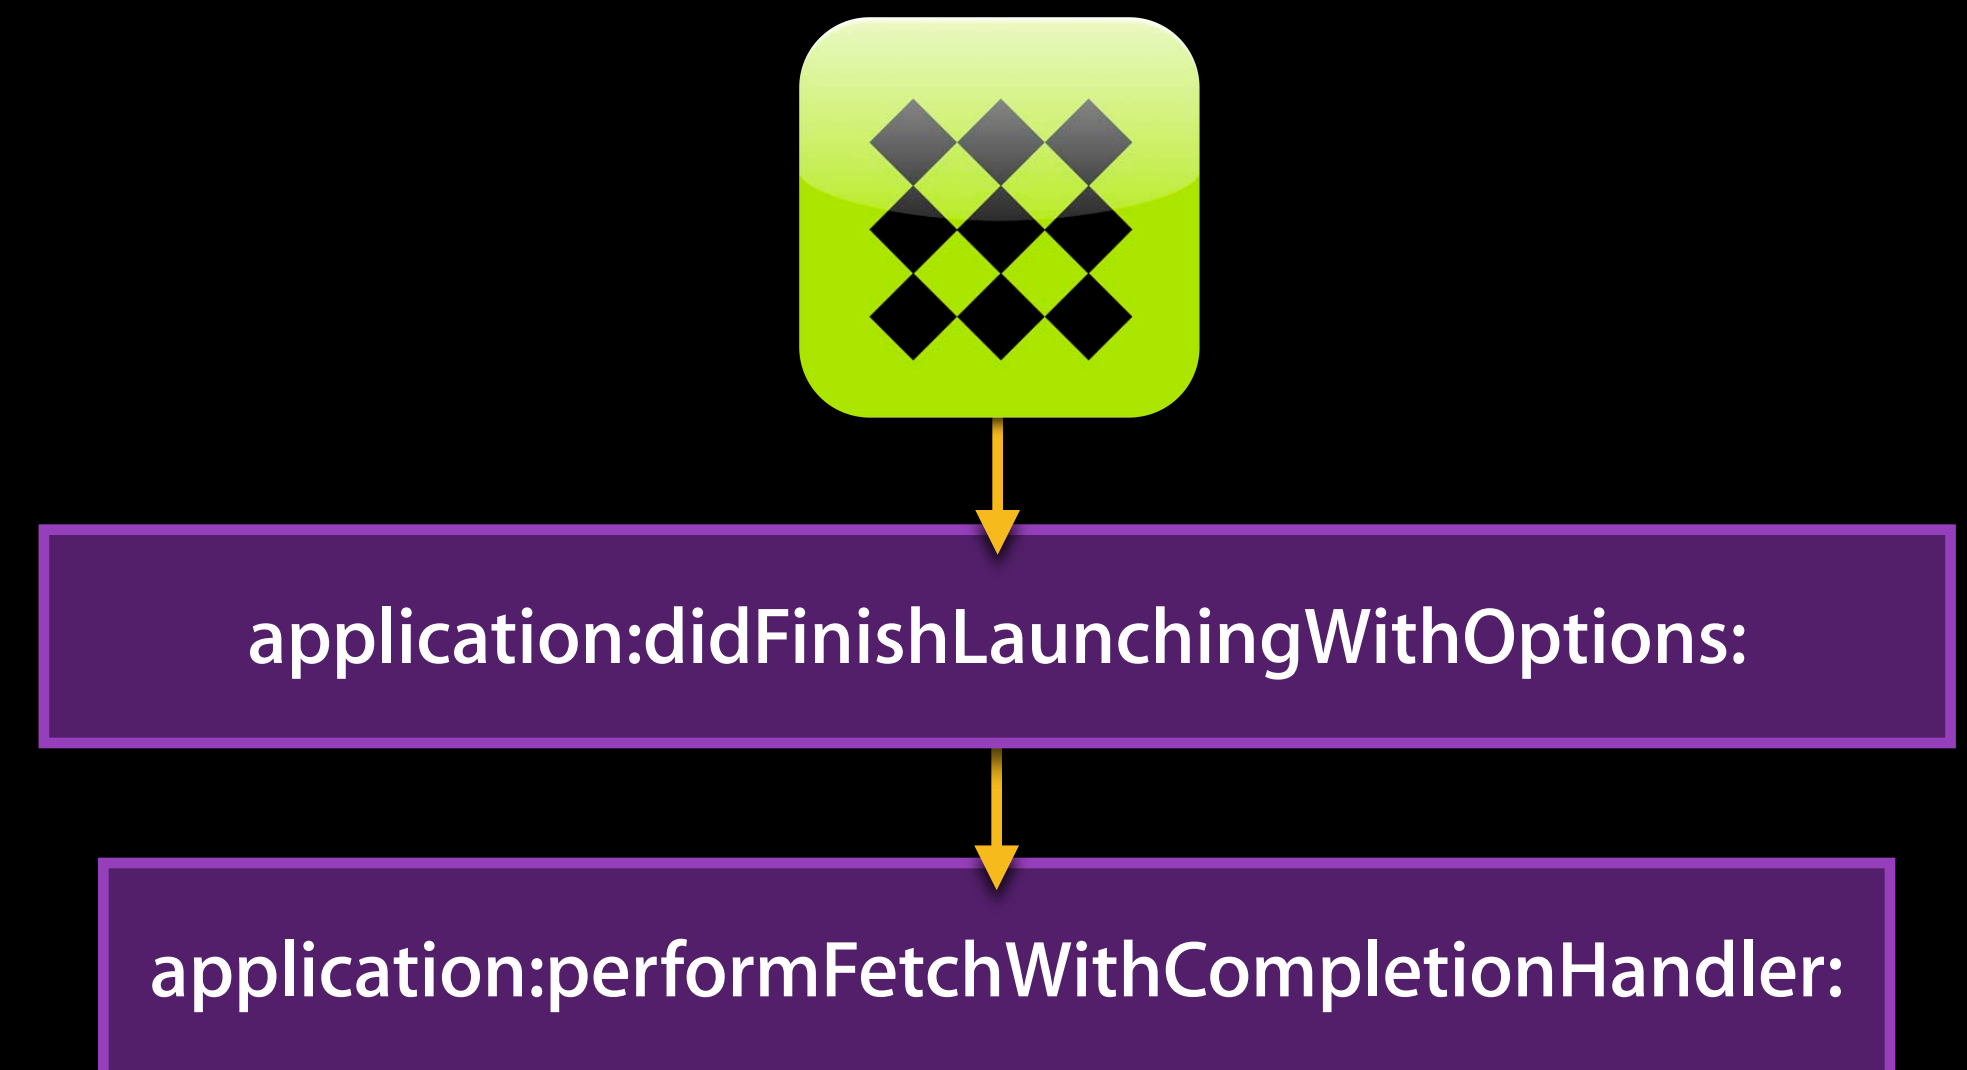 application:didFinishLaunchingWithOptions:
application:performFetchWithCompletionHandler: